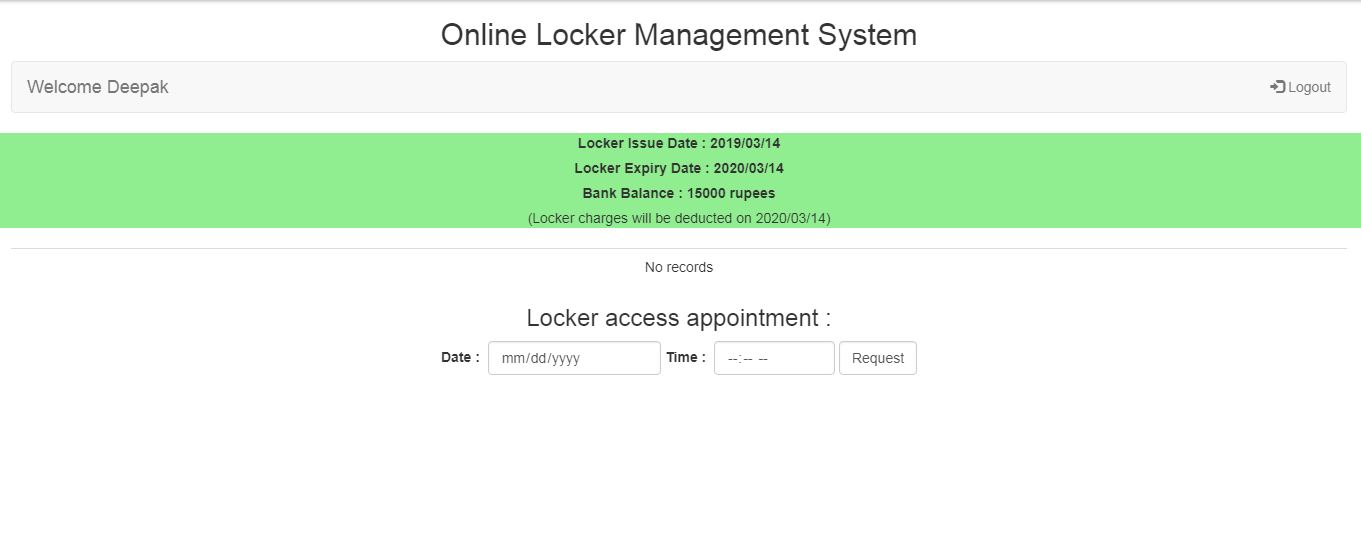 Online Locker Management System
Welcome Deepak
Logout
Locker Issue Date : 2019/03/14
Locker Expiry Date : 2020/03/14
Bank Balance : 15000 rupees
(Locker charges will be deducted on 2020/03/14)
No records
Locker access appointment :
Date : mm/dd/yyyy Time : --:-- -- Request